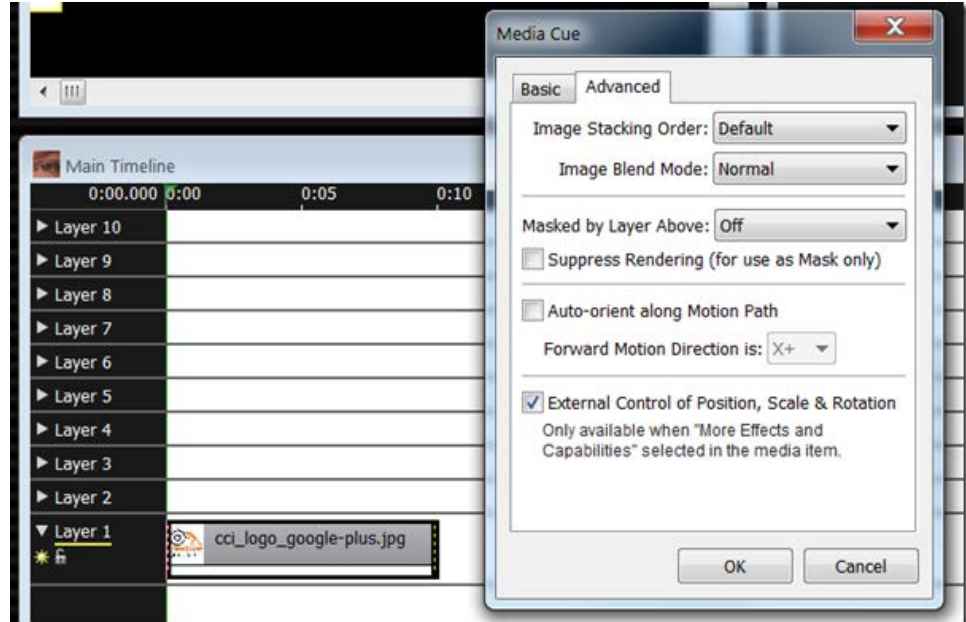 Media Cue
Basic Advanced
Image Stacking Order: Default
Image Blend Mode: Normal
Masked by Layer Above: Off
Suppress Rendering (for use as Mask only)
Auto-orient along Motion Path
Forward Motion Direction is: X+
External Control of Position, Scale & Rotation
Only available when "More Effects and
Capabilities" selected in the media item.
OK Cancel
Main Timeline
0:00.000 0:00 0:05 0:10
Layer 10
Layer 9
Layer 8
Layer 7
Layer 6
Layer 5
Layer 4
Layer 3
Layer 2
Layer 1
cci_logo_google-plus.jpg